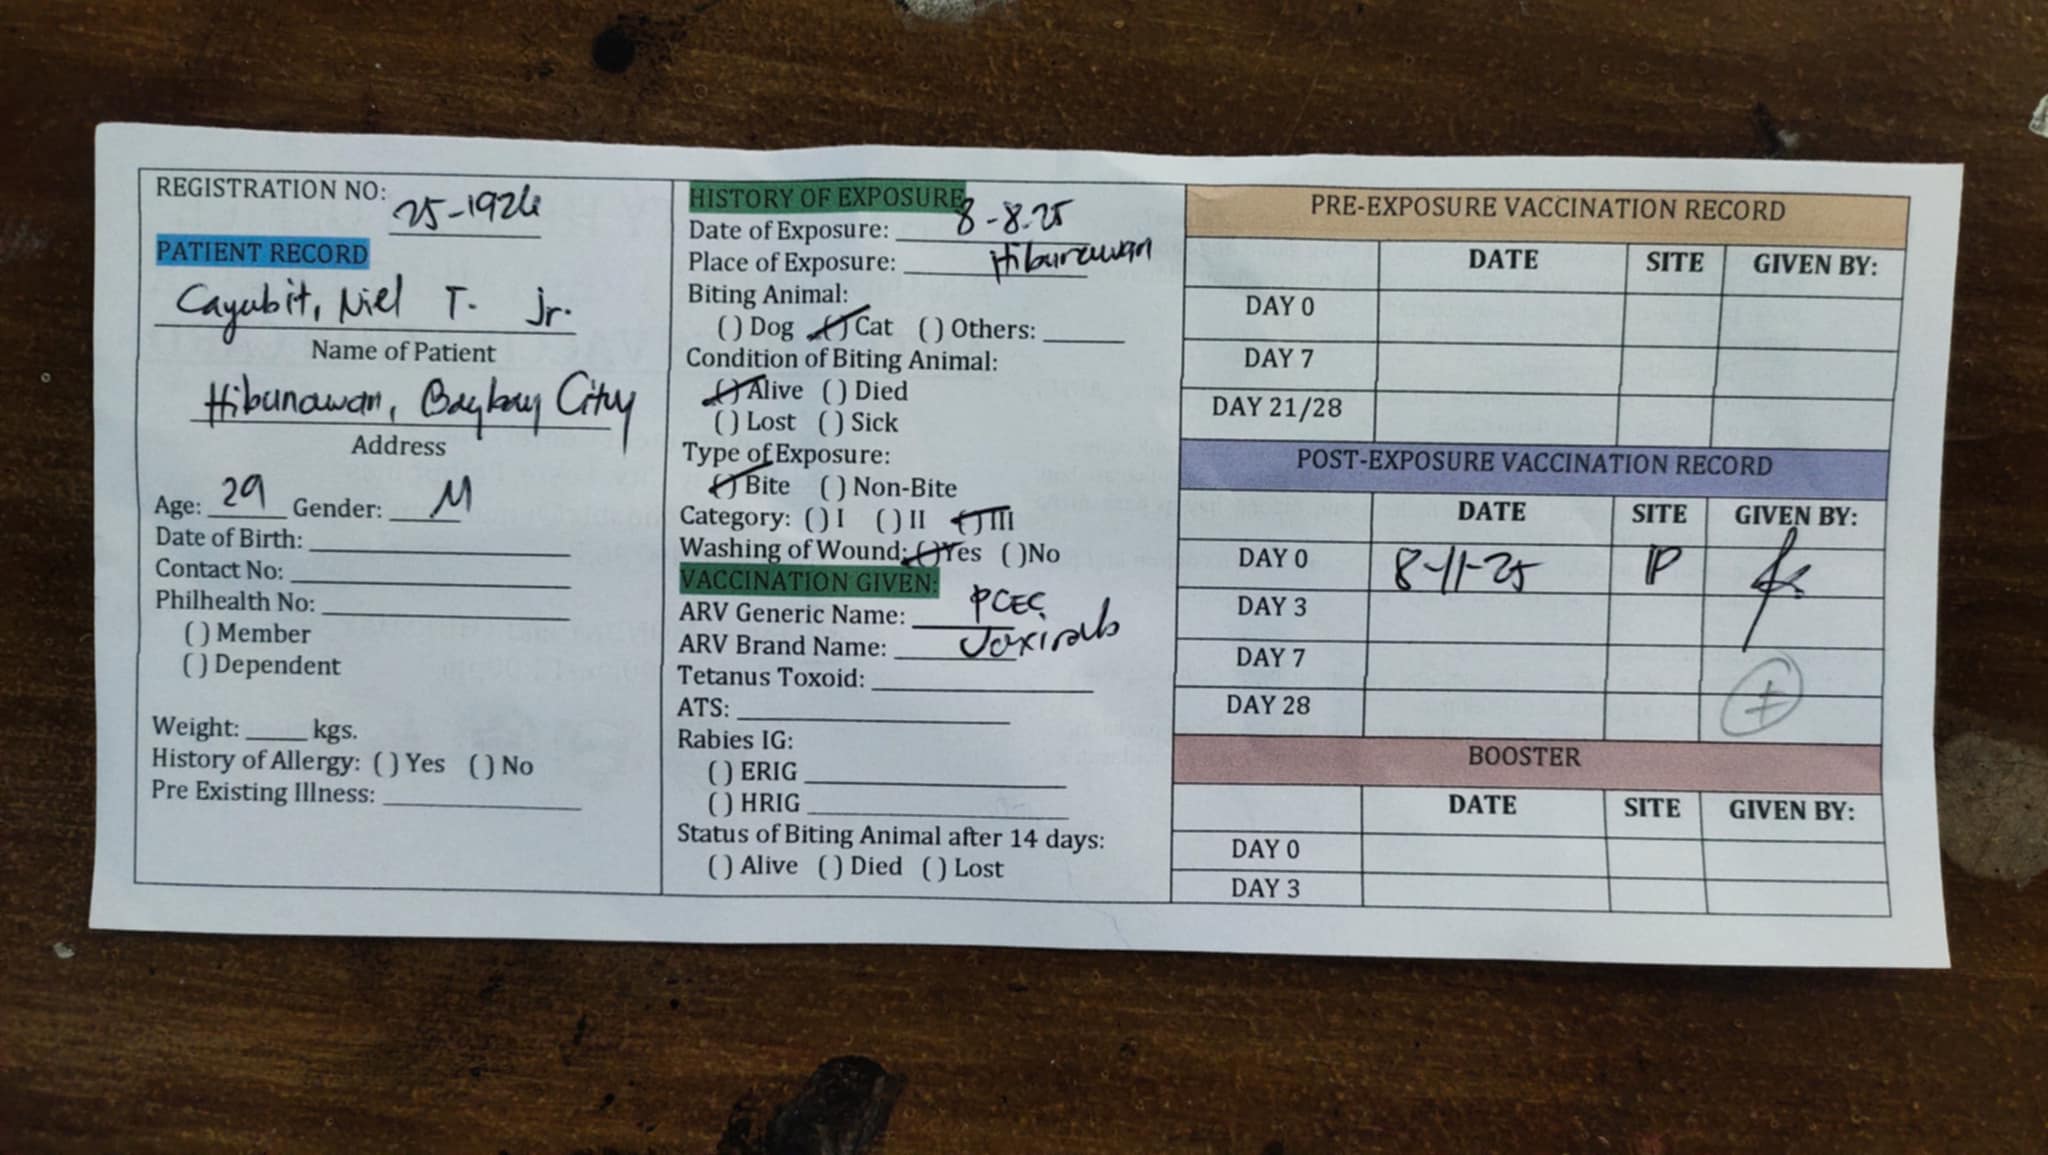 REGISTRATION NO: 25-1924
PATIENT RECORD
Cayubit, Niel T. Jr.
Name of Patient
Hibunawan, Baybay City
Address
Age: 29 Gender: M
Date of Birth:
Contact No:
Philhealth No:
( ) Member
( ) Dependent
Weight: ____ kgs.
History of Allergy: ( ) Yes ( ) No
Pre Existing Illness:
HISTORY OF EXPOSURE
Date of Exposure: 8-8-25
Place of Exposure: Hibunawan
Biting Animal:
( ) Dog (/) Cat ( ) Others:
Condition of Biting Animal:
(/) Alive ( ) Died
( ) Lost ( ) Sick
Type of Exposure:
(/) Bite ( ) Non-Bite
Category: ( ) I ( ) II (/) III
Washing of Wound: (/) Yes ( ) No
VACCINATION GIVEN:
ARV Generic Name: PCEC
ARV Brand Name:
Tetanus Toxoid:
ATS:
Rabies IG:
( ) ERIG
( ) HRIG
Status of Biting Animal after 14 days:
( ) Alive ( ) Died ( ) Lost
PRE-EXPOSURE VACCINATION RECORD
DATE SITE GIVEN BY:
DAY 0
DAY 7
DAY 21/28
POST-EXPOSURE VACCINATION RECORD
DATE SITE GIVEN BY:
DAY 0 8-11-25 IP
DAY 3
DAY 7
DAY 28
BOOSTER
DATE SITE GIVEN BY:
DAY 0
DAY 3